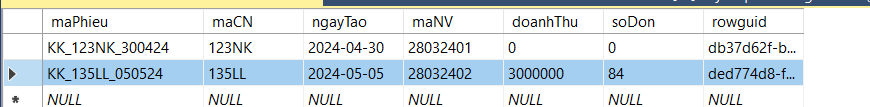 maPhieu maCN ngayTao maNV doanhThu soDon rowguid
KK_123NK_300424 123NK 2024-04-30 28032401 0 0 db37d62f-b...
KK_135LL_050524 135LL 2024-05-05 28032402 3000000 84 ded774d8-f...
NULL NULL NULL NULL NULL NULL NULL